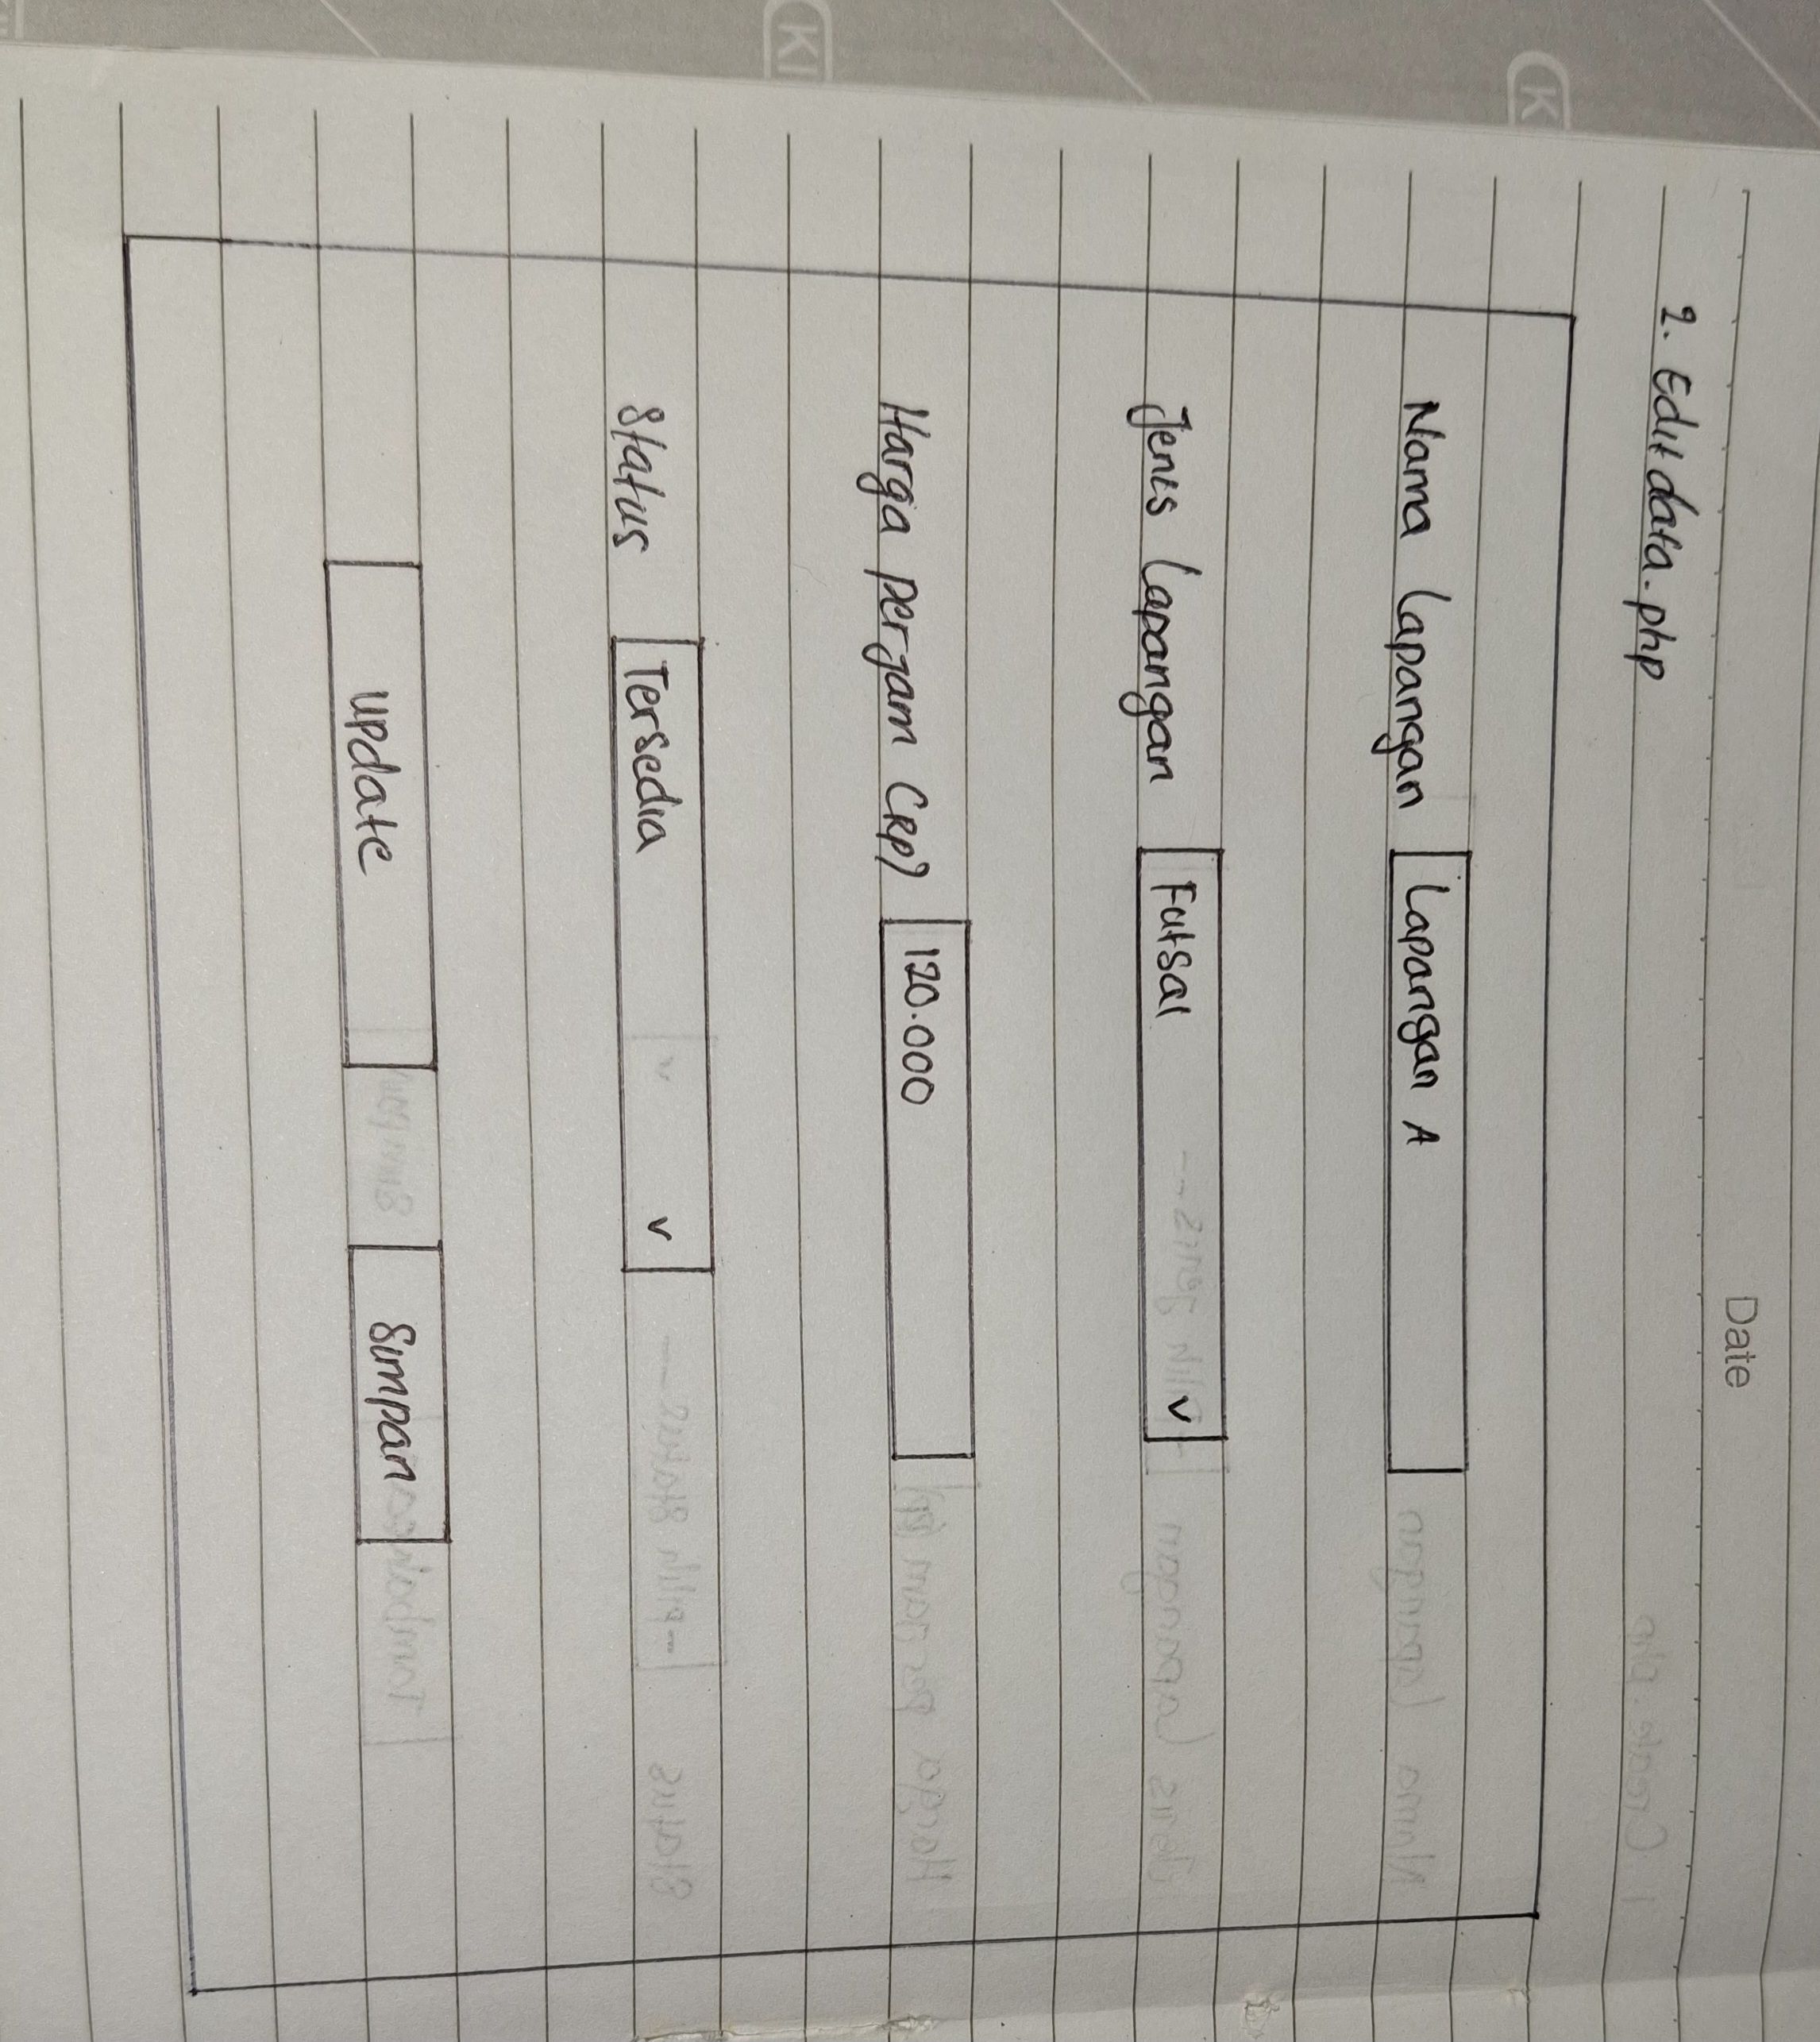 Date
2. Edit data.php
Nama Lapangan Lapangan A
Jenis Lapangan Futsal v
Harga per jam (Rp) 120.000
Status Tersedia v
update Simpan